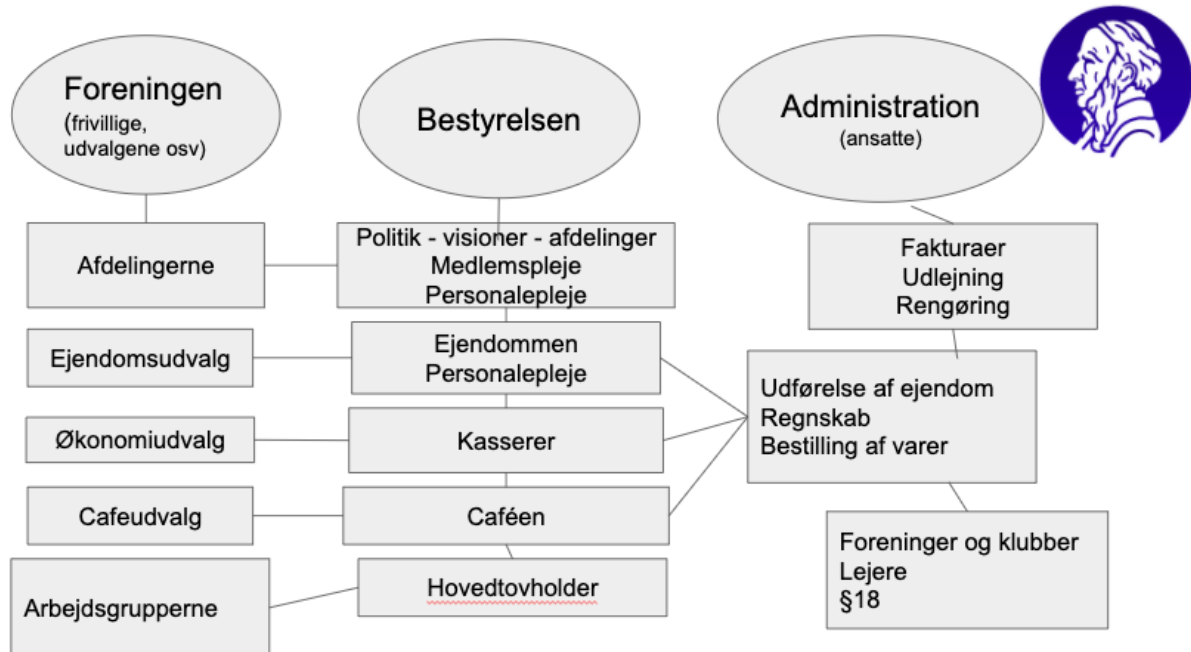 Foreningen
(frivillige,
udvalgene osv)
Bestyrelsen
Administration
(ansatte)
Afdelingerne
Politik - visioner - afdelinger
Medlemspleje
Personalepleje
Fakturaer
Udlejning
Rengøring
Ejendomsudvalg
Ejendommen
Personalepleje
Udførelse af ejendom
Regnskab
Bestilling af varer
Økonomiudvalg
Kasserer
Cafeudvalg
Caféen
Foreninger og klubber
Lejere
§18
Arbejdsgrupperne
Hovedtovholder